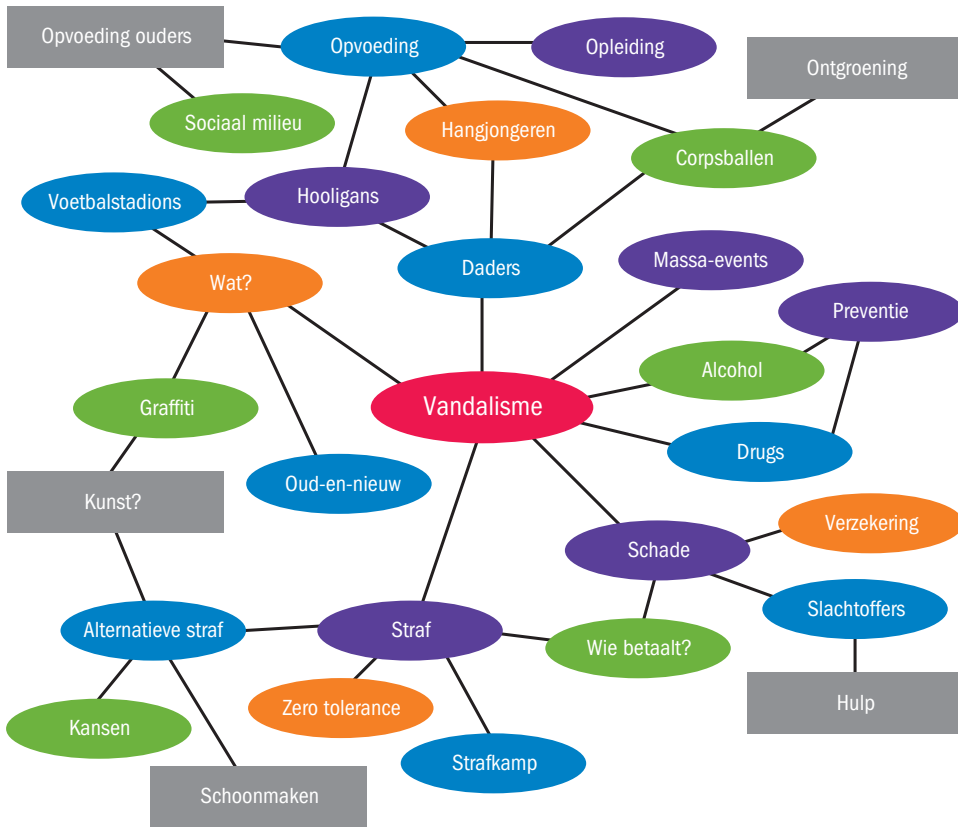 Opvoeding ouders
Opvoeding
Opleiding
Ontgroening
Sociaal milieu
Hangjongeren
Corpsballen
Voetbalstadions
Hooligans
Wat?
Daders
Massa-events
Preventie
Alcohol
Graffiti
Vandalisme
Drugs
Oud-en-nieuw
Kunst?
Verzekering
Schade
Slachtoffers
Alternatieve straf
Straf
Wie betaalt?
Zero tolerance
Hulp
Kansen
Strafkamp
Schoonmaken